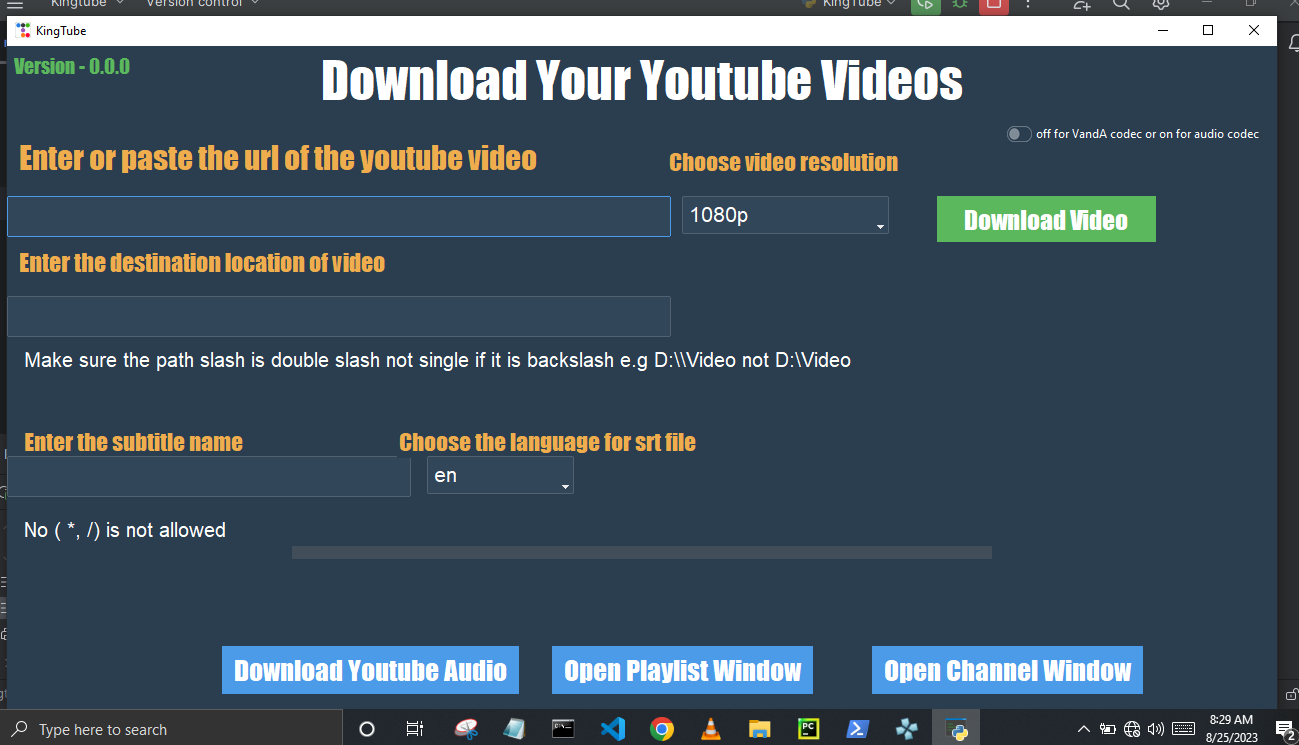 Kingtube
Version control
KingTube
KingTube
Version - 0.0.0
Download Your Youtube Videos
off for VandA codec or on for audio codec
Enter or paste the url of the youtube video
Choose video resolution
1080p
Download Video
Enter the destination location of video
Make sure the path slash is double slash not single if it is backslash e.g D:\\Video not D:\Video
Enter the subtitle name
Choose the language for srt file
en
No ( *, /) is not allowed
Download Youtube Audio
Open Playlist Window
Open Channel Window
Type here to search
PC
8:29 AM
8/25/2023
2